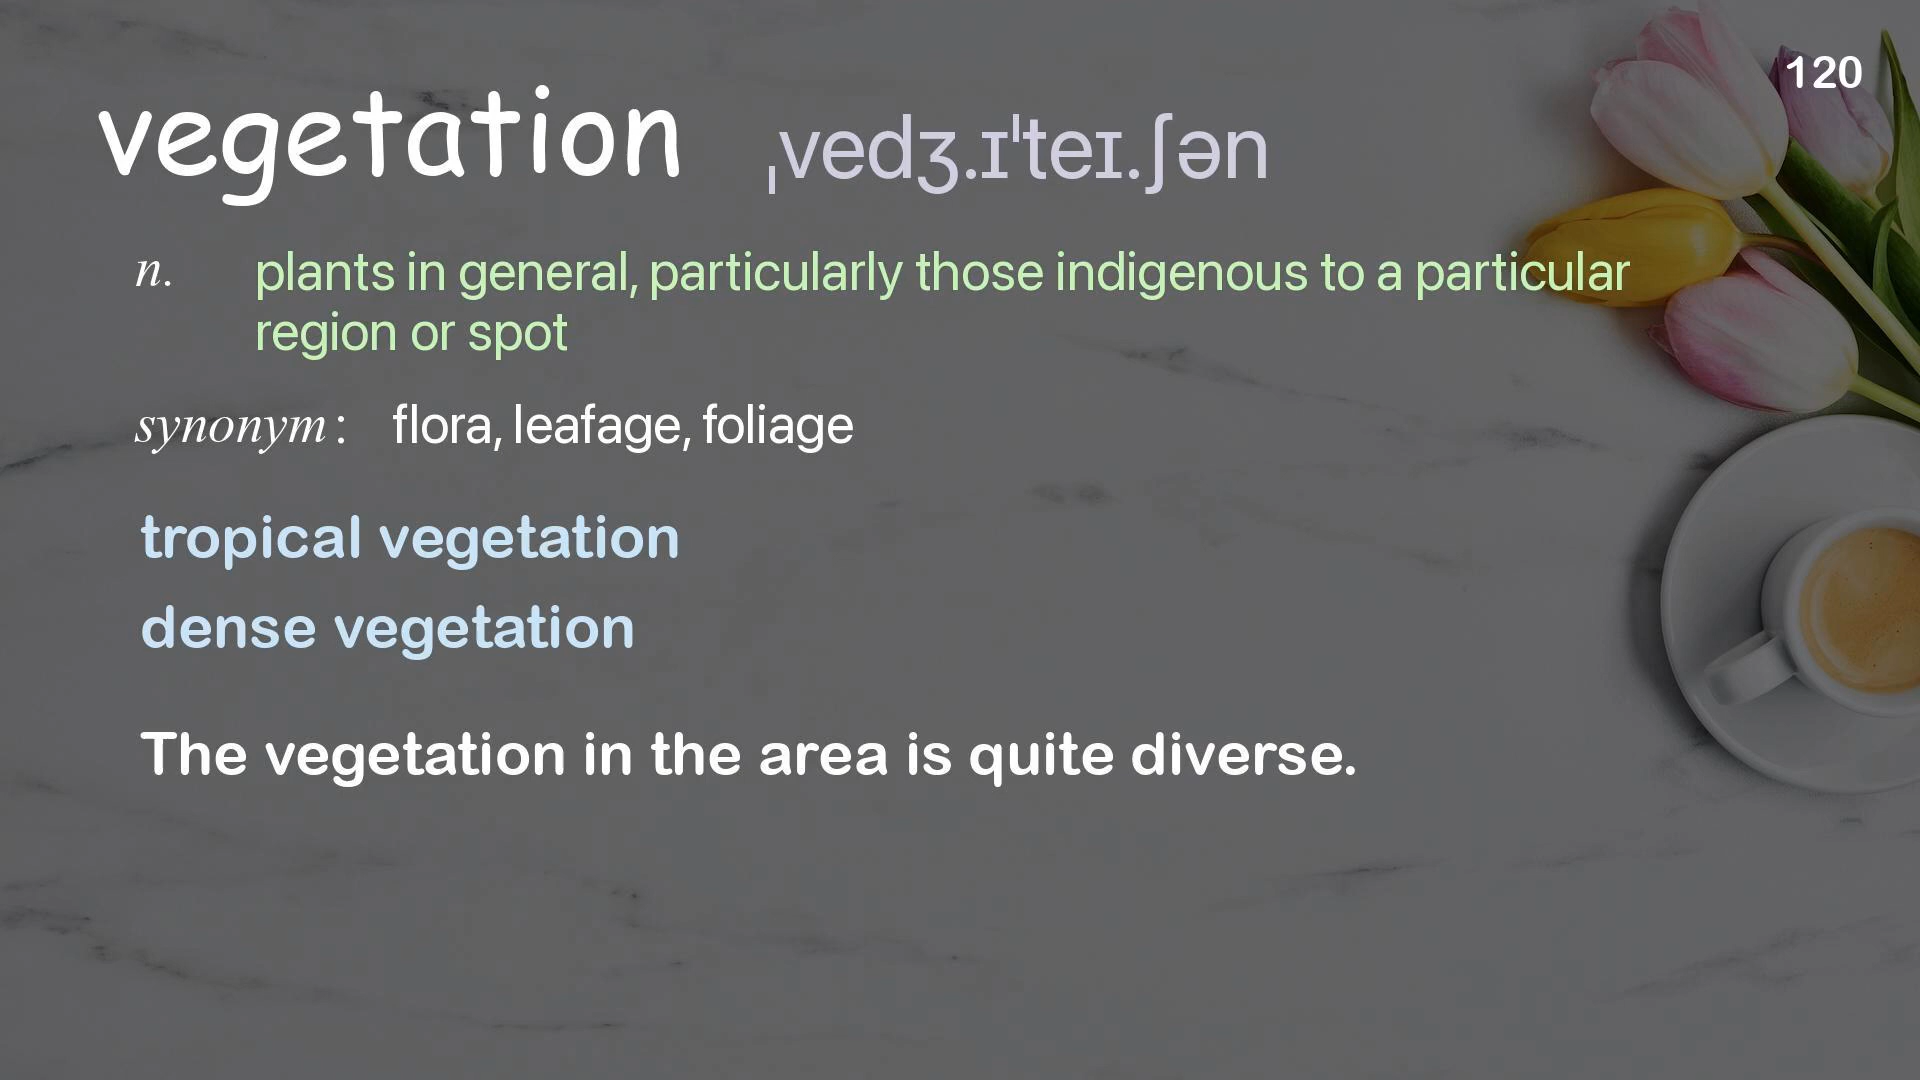 120
vegetation ˌvedʒ.ɪˈteɪ.ʃən
n. plants in general, particularly those indigenous to a particular
region or spot
synonym: flora, leafage, foliage
tropical vegetation
dense vegetation
The vegetation in the area is quite diverse.